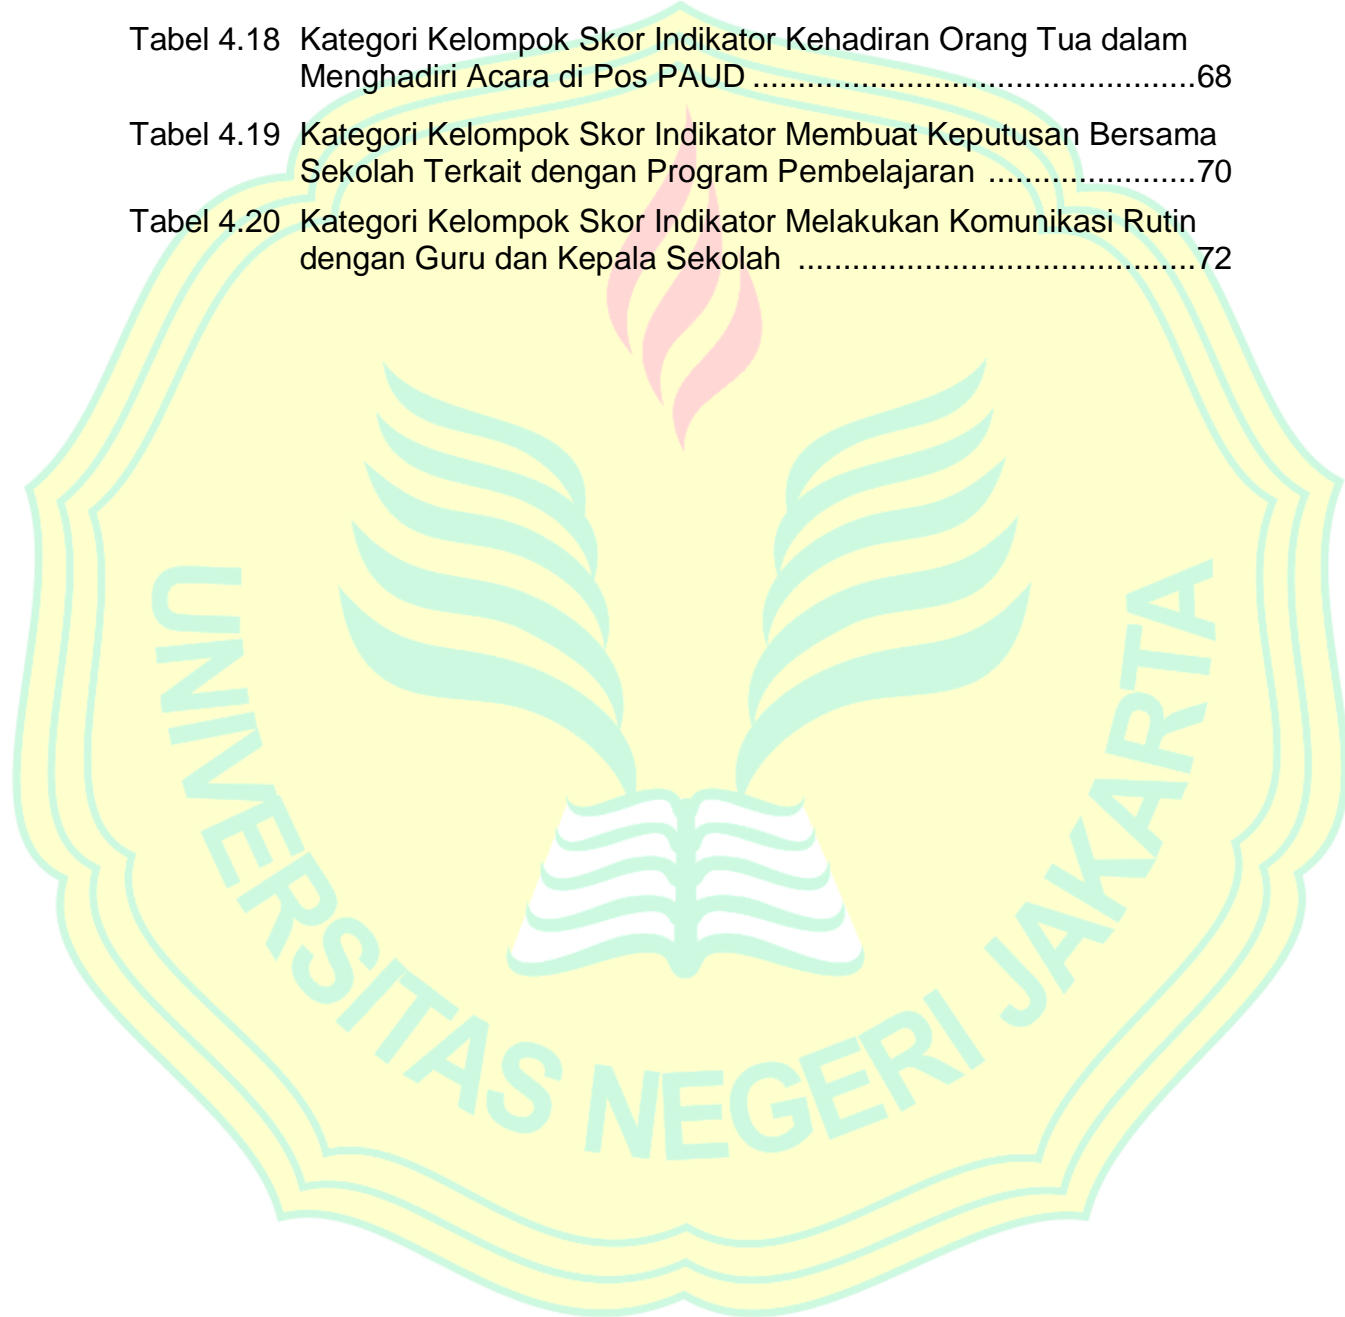 Tabel 4.18 Kategori Kelompok Skor Indikator Kehadiran Orang Tua dalam
Menghadiri Acara di Pos PAUD .................................................68
Tabel 4.19 Kategori Kelompok Skor Indikator Membuat Keputusan Bersama
Sekolah Terkait dengan Program Pembelajaran .......................70
Tabel 4.20 Kategori Kelompok Skor Indikator Melakukan Komunikasi Rutin
dengan Guru dan Kepala Sekolah ............................................72
UNIVERSITAS NEGERI JAKARTA